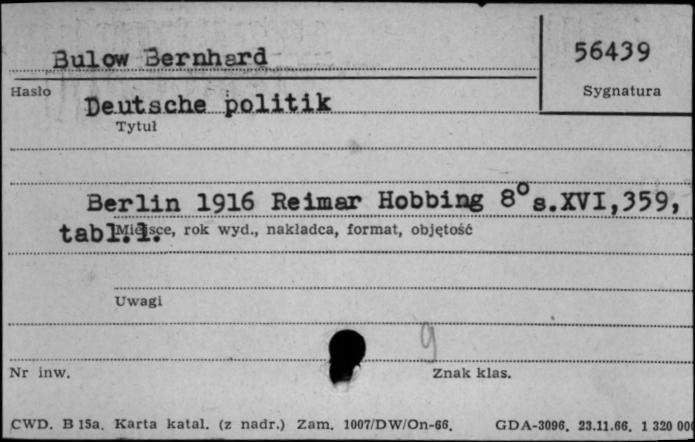 Bulow Bernhard
56439
Hasło
Sygnatura
Deutsche politik
Tytuł
Berlin 1916 Reimar Hobbing 8° s.XVI,359,
tabl.1.
Miejsce, rok wyd., nakładca, format, objętość
Uwagi
9
Nr inw.
Znak klas.
CWD. B 15a. Karta katal. (z nadr.) Zam. 1007/DW/On-66. GDA-3096. 23.11.66. 1 320